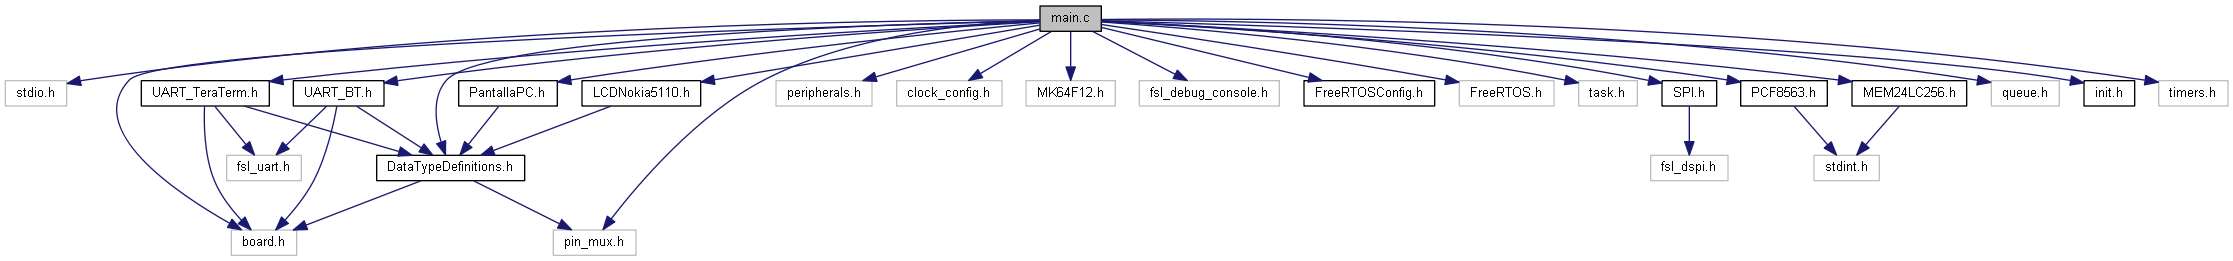 main.c
stdio.h
UART_TeraTerm.h
UART_BT.h
PantallaPC.h
LCDNokia5110.h
peripherals.h
clock_config.h
MK64F12.h
fsl_debug_console.h
FreeRTOSConfig.h
FreeRTOS.h
task.h
SPI.h
PCF8563.h
MEM24LC256.h
queue.h
init.h
timers.h
fsl_uart.h
DataTypeDefinitions.h
fsl_dspi.h
stdint.h
board.h
pin_mux.h